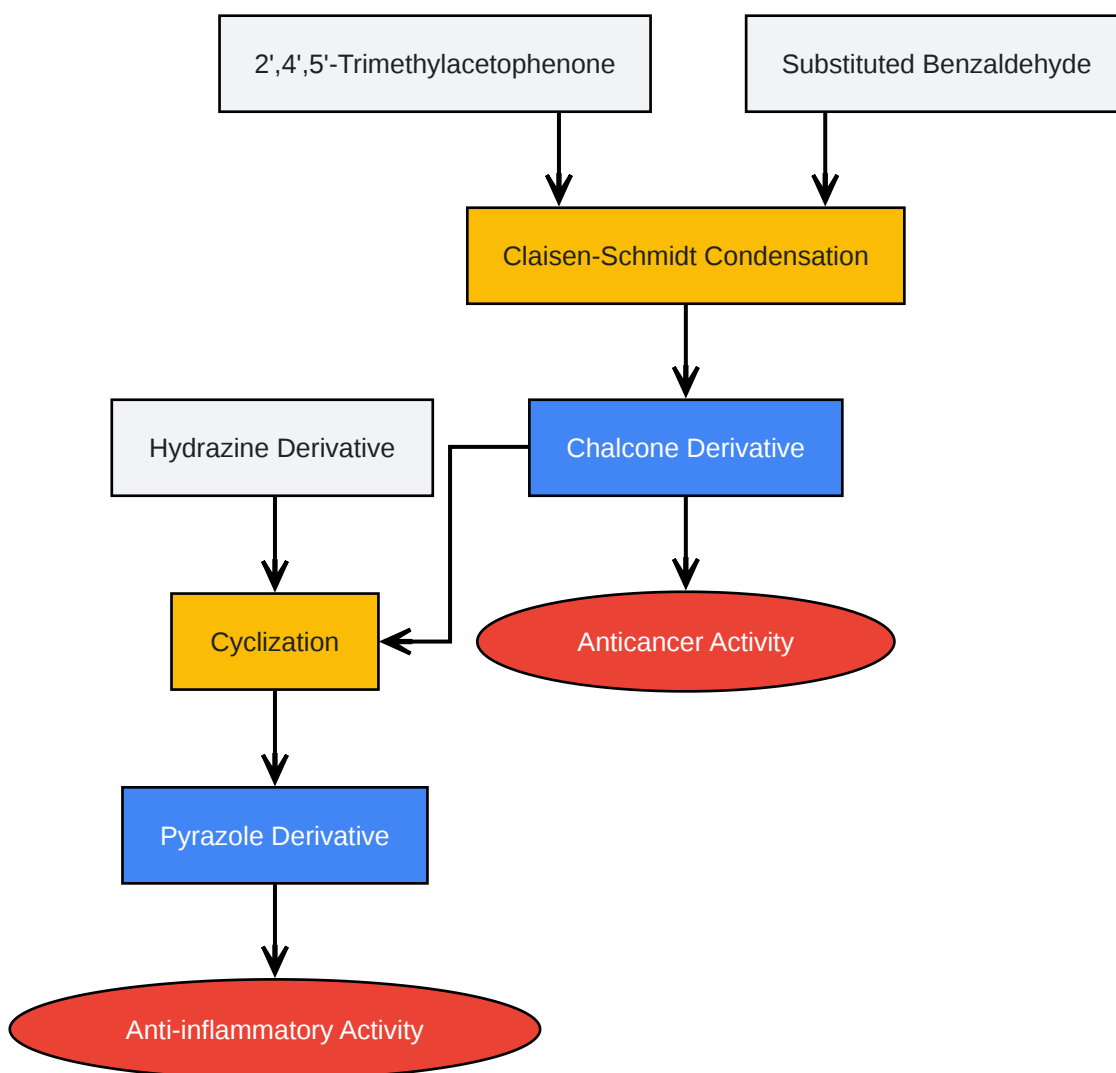 2',4',5'-Trimethylacetophenone
Substituted Benzaldehyde
Claisen-Schmidt Condensation
Hydrazine Derivative
Chalcone Derivative
Cyclization
Anticancer Activity
Pyrazole Derivative
Anti-inflammatory Activity